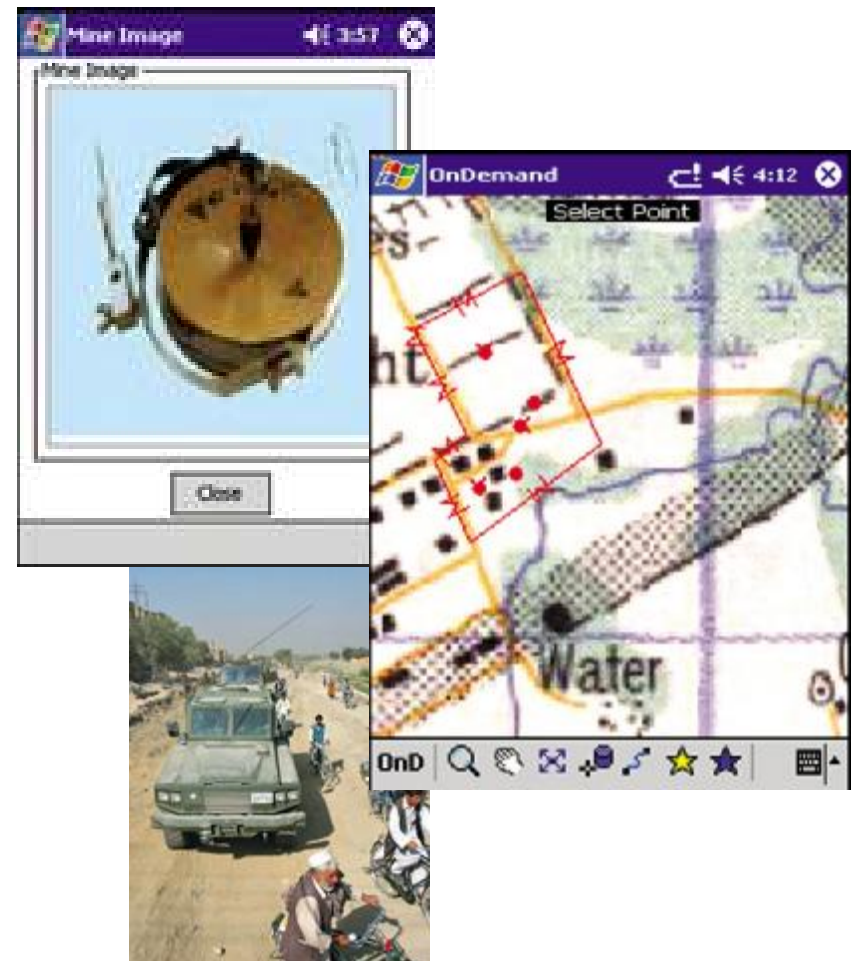 Mine Image 3:57
Mine Image
Close
OnDemand 4:12
Select Point
s.
ht
Water
OnD